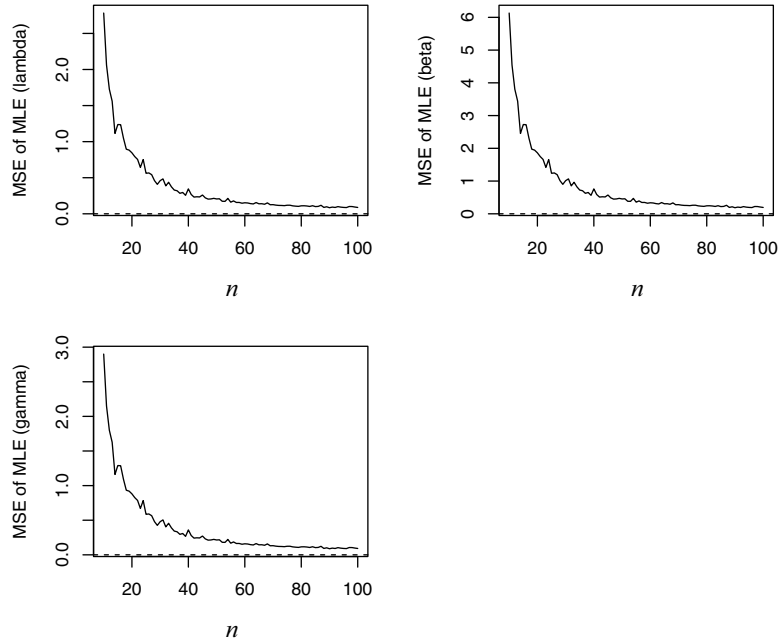 MSE of MLE (lambda)
0.0 1.0 2.0
20 40 60 80 100
n
MSE of MLE (beta)
0 1 2 3 4 5 6
20 40 60 80 100
n
MSE of MLE (gamma)
0.0 1.0 2.0 3.0
20 40 60 80 100
n